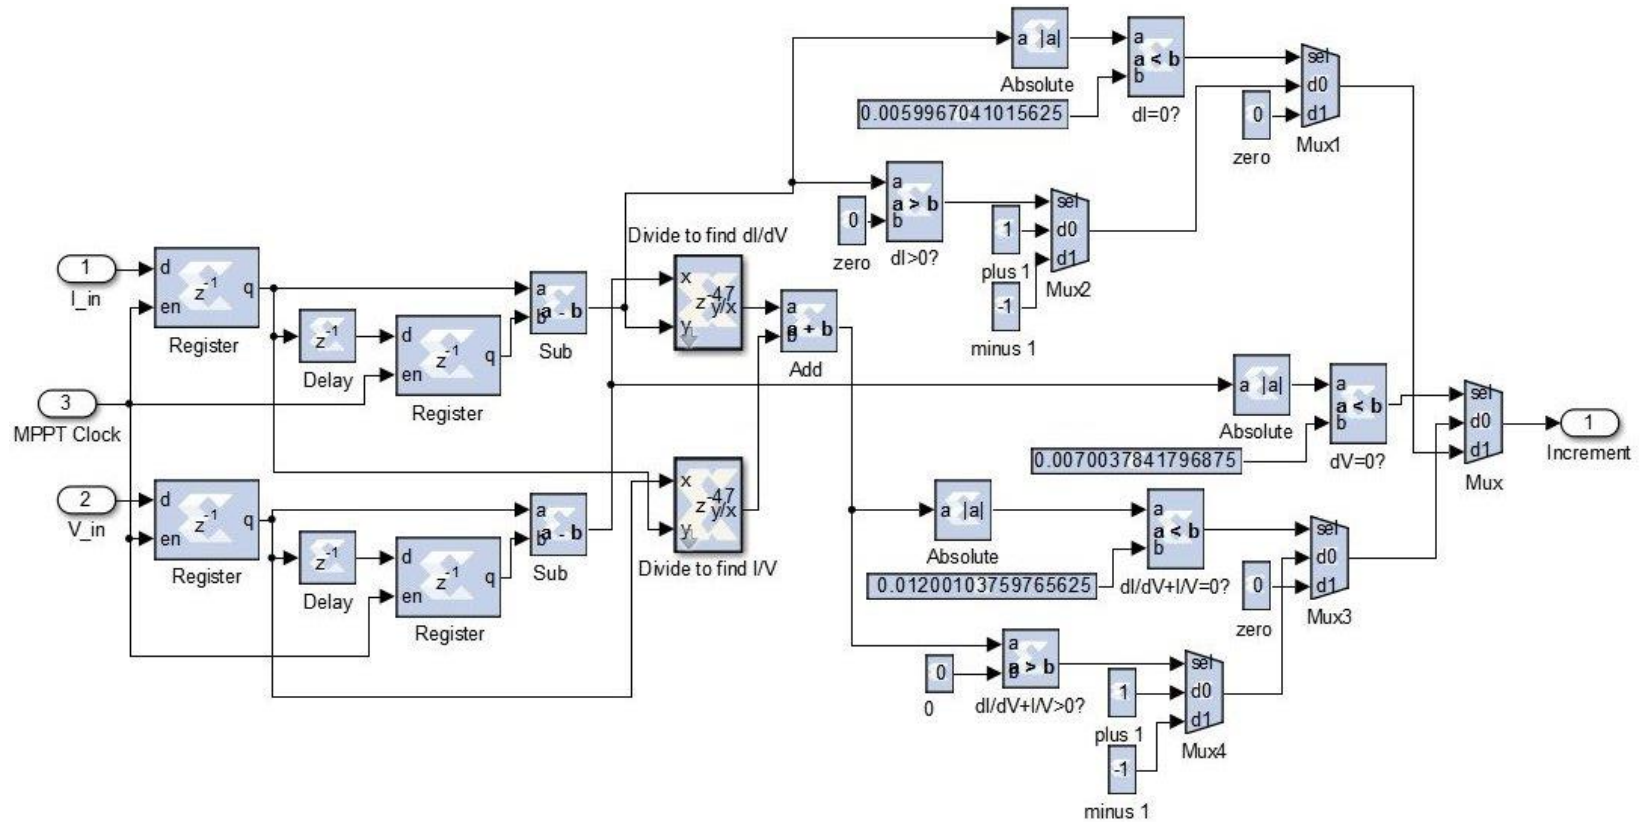 a |a|
Absolute
a
a < b
b
dI=0?
0.0059967041015625
sel
d0
d1
Mux1
0
zero
a
a > b
b
dI>0?
0
zero
sel
d0
d1
Mux2
1
plus 1
-1
minus 1
Divide to find dI/dV
x
z-47
y/x
y
1
I_in
d
z-1
q
en
Register
z-1
Delay
d
z-1
q
en
Register
a
a - b
b
Sub
a
a + b
b
Add
3
MPPT Clock
a |a|
Absolute
a
a < b
b
dV=0?
0.0070037841796875
sel
d0
d1
Mux
1
Increment
2
V_in
d
z-1
q
en
Register
z-1
Delay
d
z-1
q
en
Register
a
a - b
b
Sub
x
z-47
y/x
y
Divide to find I/V
a |a|
Absolute
a
a < b
b
dI/dV+I/V=0?
0.01200103759765625
sel
d0
d1
Mux3
0
zero
a
a > b
b
dI/dV+I/V>0?
0
0
sel
d0
d1
Mux4
1
plus 1
-1
minus 1